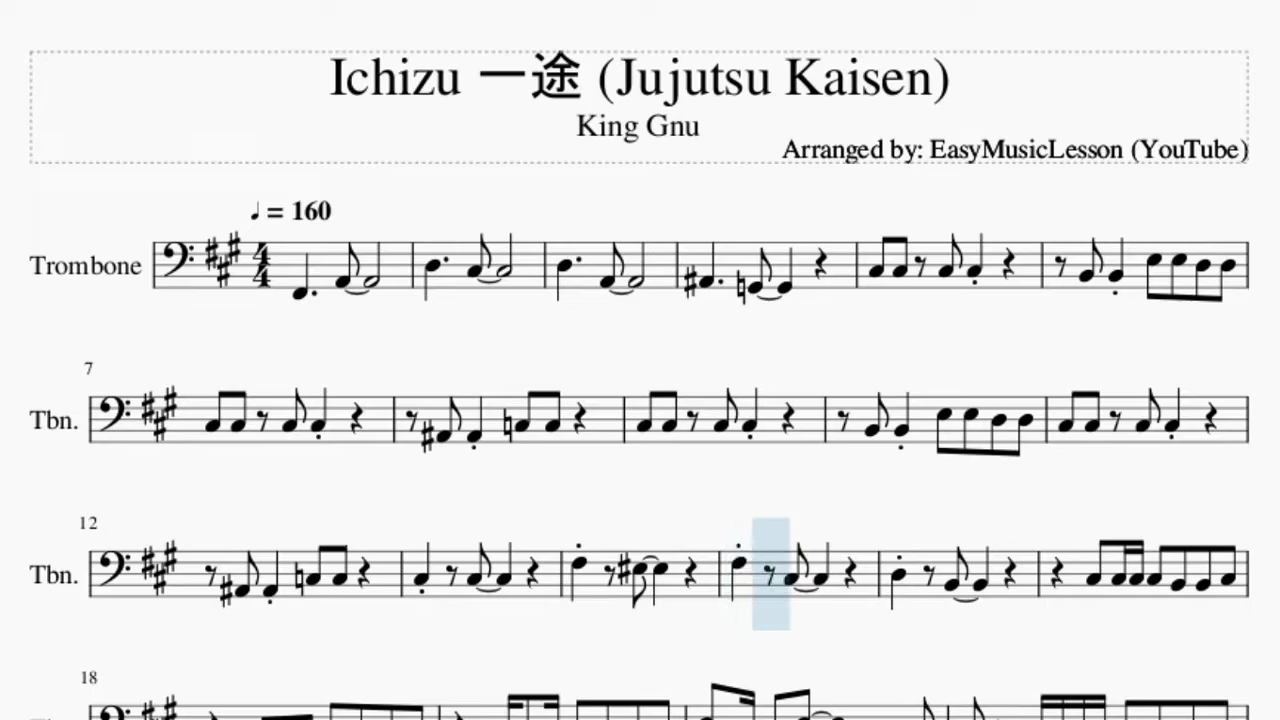 Ichizu 一途 (Jujutsu Kaisen)
King Gnu
Arranged by: EasyMusicLesson (YouTube)
♩ = 160
Trombone
7
Tbn.
12
Tbn.
18